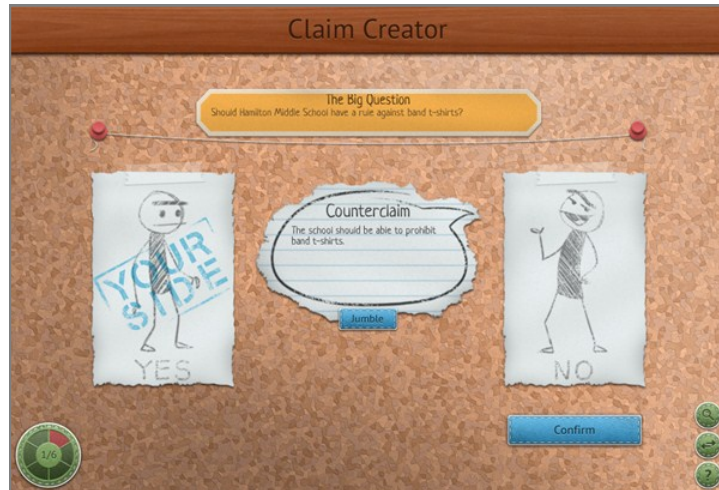 Claim Creator
The Big Question
Should Hamilton Middle School have a rule against band t-shirts?
YOUR
SIDE
YES
Counterclaim
The school should be able to prohibit
band t-shirts.
Jumble
NO
Confirm
1/6
?